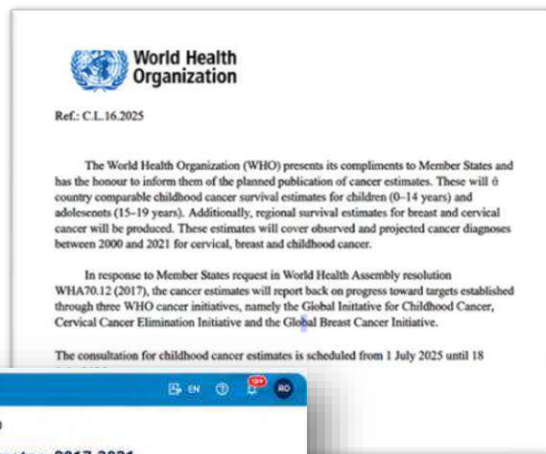 World Health
Organization
Ref.: C.L.16.2025
The World Health Organization (WHO) presents its compliments to Member States and
has the honour to inform them of the planned publication of cancer estimates. These will
country comparable childhood cancer survival estimates for children (0–14 years) and
adolescents (15–19 years). Additionally, regional survival estimates for breast and cervical
cancer will be produced. These estimates will cover observed and projected cancer diagnoses
between 2000 and 2021 for cervical, breast and childhood cancer.
In response to Member States request in World Health Assembly resolution
WHA70.12 (2017), the cancer estimates will report back on progress toward targets established
through three WHO cancer initiatives, namely the Global Initiative for Childhood Cancer,
Cervical Cancer Elimination Initiative and the Global Breast Cancer Initiative.
The consultation for childhood cancer estimates is scheduled from 1 July 2025 until 18
EN
RO
2017-2021